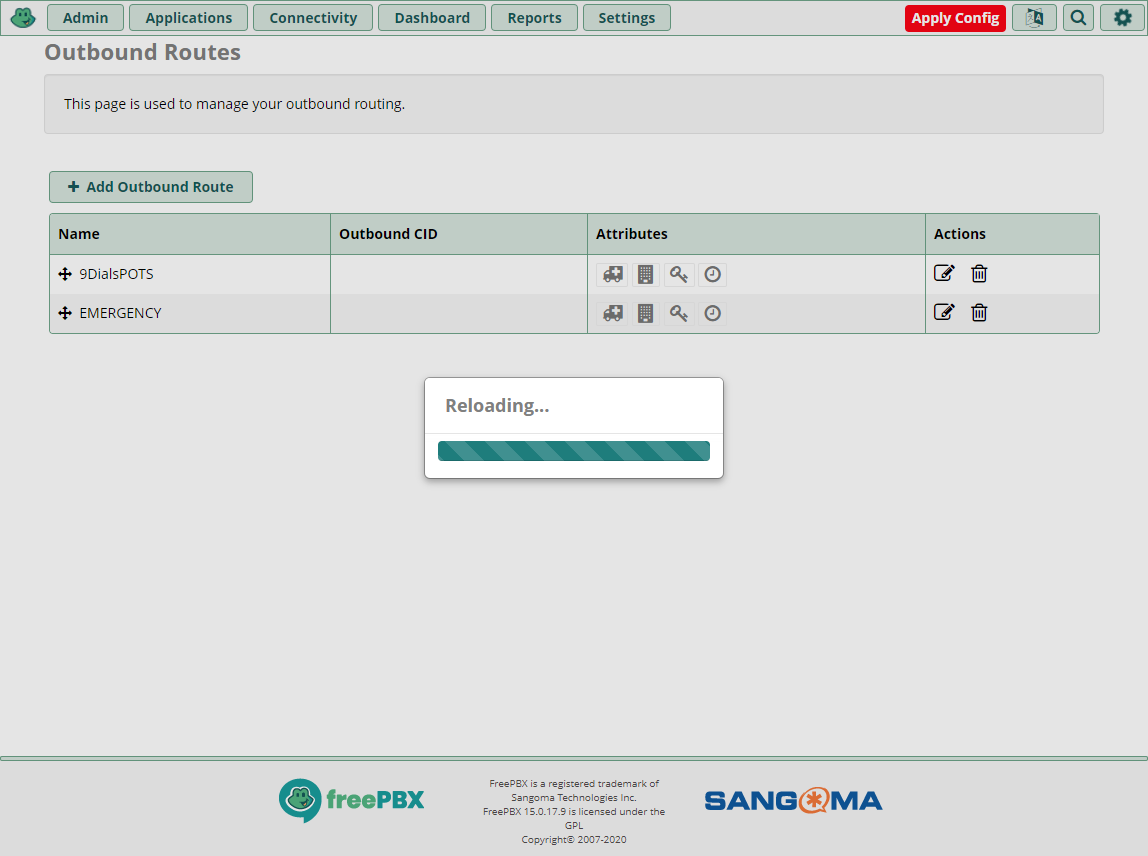 Admin Applications Connectivity Dashboard Reports Settings Apply Config
Outbound Routes
This page is used to manage your outbound routing.
Add Outbound Route
Name Outbound CID Attributes Actions
9DialsPOTS
EMERGENCY
Reloading...
freePBX
FreePBX is a registered trademark of
Sangoma Technologies Inc.
FreePBX 15.0.17.9 is licensed under the
GPL
Copyright© 2007-2020
SANGOMA